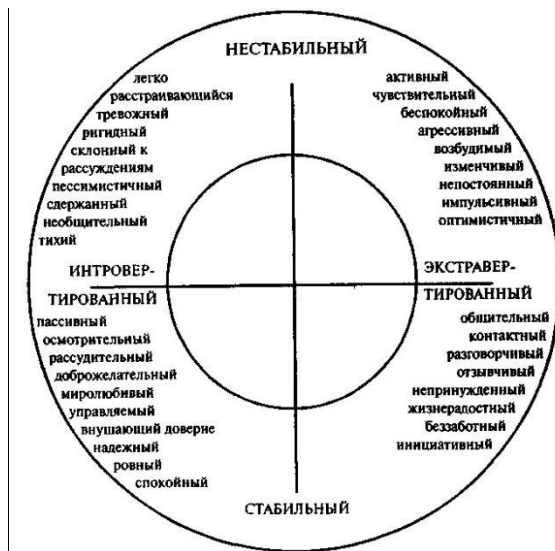 НЕСТАБИЛЬНЫЙ
легко
расстраивающийся
тревожный
ригидный
склонный к
рассуждениям
пессимистичный
сдержанный
необщительный
тихий
активный
чувствительный
беспокойный
агрессивный
возбудимый
изменчивый
непостоянный
импульсивный
оптимистичный
ИНТРОВЕР-
ТИРОВАННЫЙ
ЭКСТРАВЕР-
ТИРОВАННЫЙ
пассивный
осмотрительный
рассудительный
доброжелательный
миролюбивый
управляемый
внушающий доверие
надежный
ровный
спокойный
общительный
контактный
разговорчивый
отзывчивый
непринужденный
жизнерадостный
беззаботный
инициативный
СТАБИЛЬНЫЙ